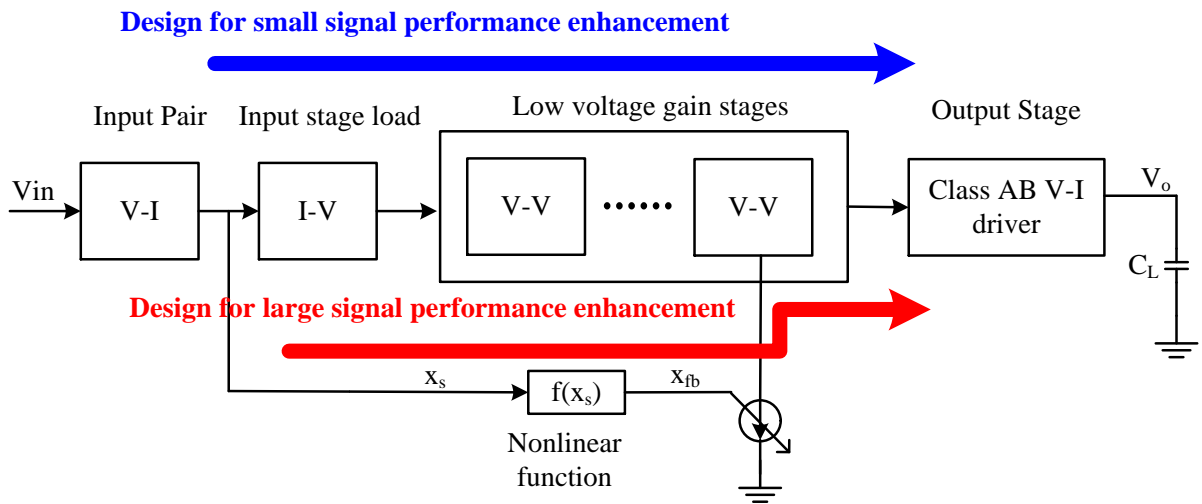 Design for small signal performance enhancement
Input Pair
Input stage load
Low voltage gain stages
Output Stage
Vin
V-I
I-V
V-V
......
V-V
Class AB V-I
driver
Vo
CL
Design for large signal performance enhancement
xs
f(xs)
xfb
Nonlinear
function